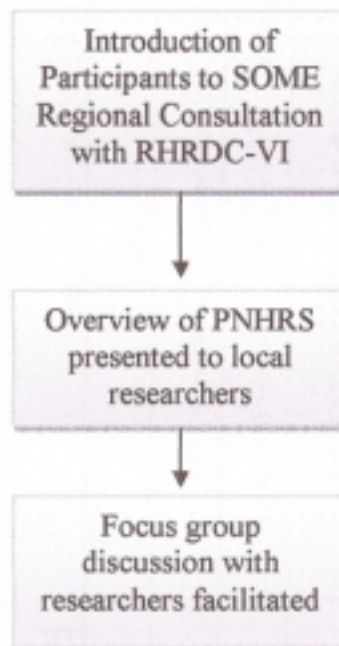 Introduction of
Participants to SOME
Regional Consultation
with RHRDC-VI
Overview of PNHRS
presented to local
researchers
Focus group
discussion with
researchers facilitated